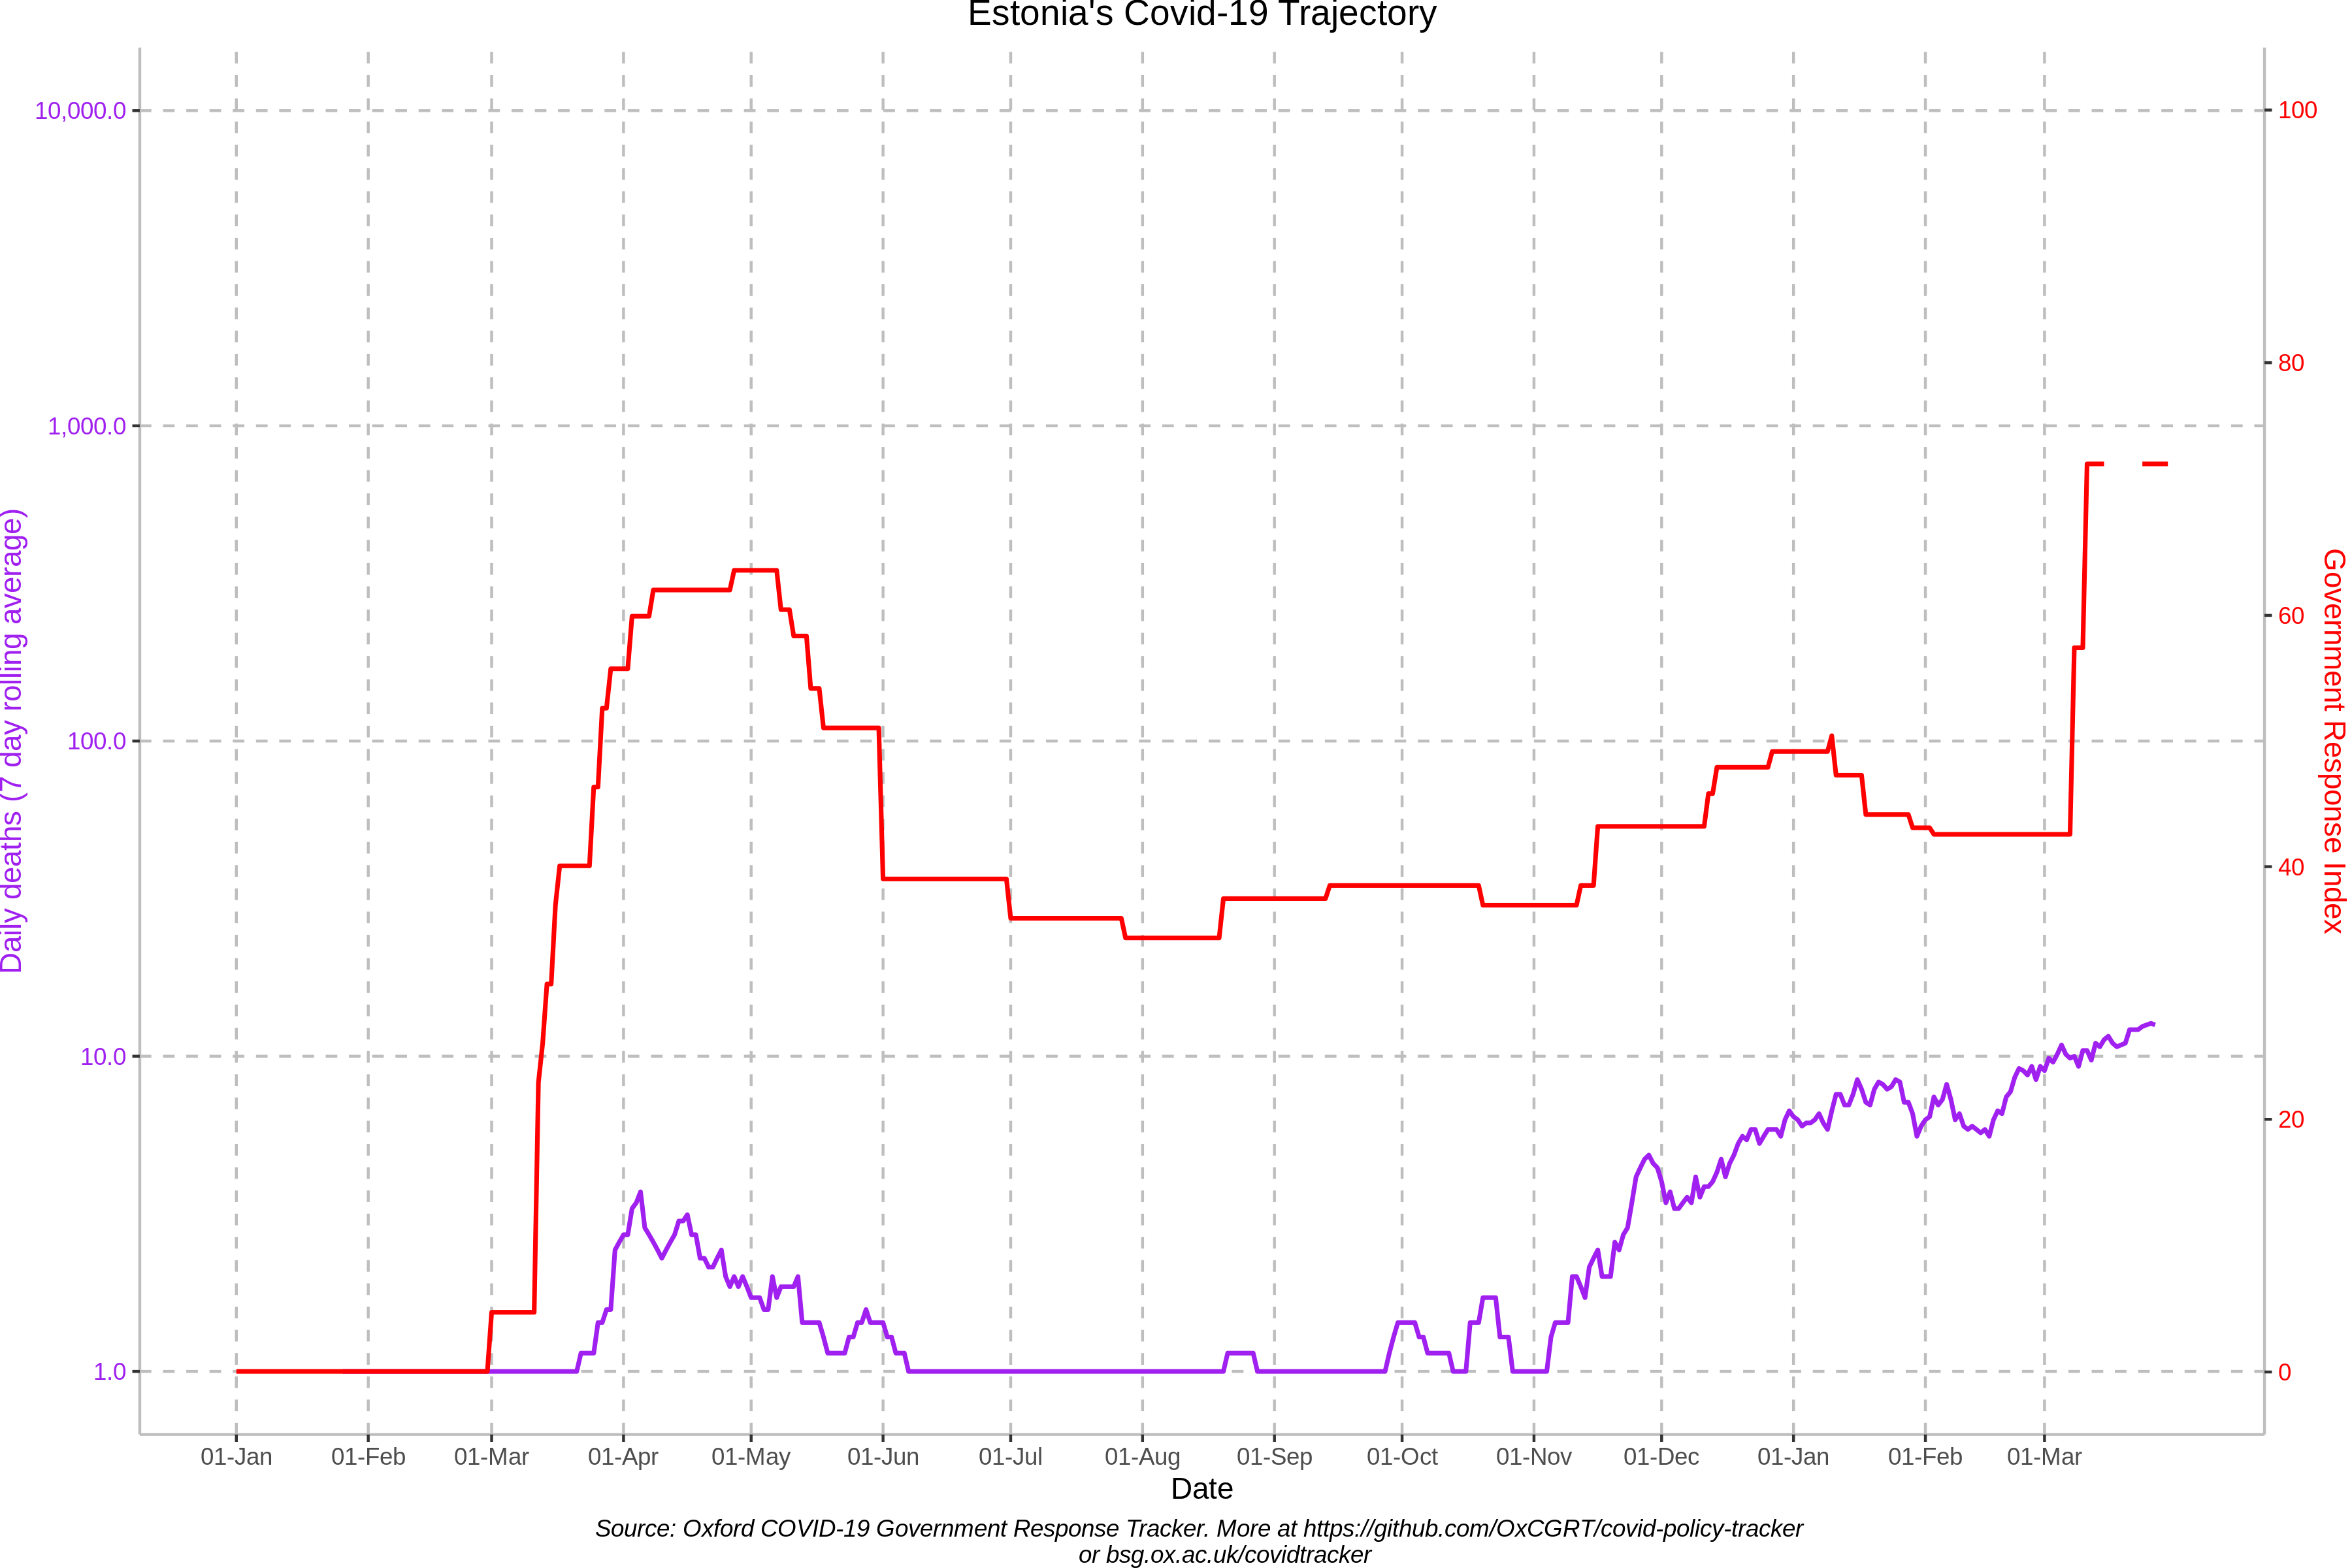 Estonia's Covid-19 Trajectory
10,000.0
1,000.0
100.0
10.0
1.0
Daily deaths (7 day rolling average)
100
80
60
40
20
0
Government Response Index
01-Jan 01-Feb 01-Mar 01-Apr 01-May 01-Jun 01-Jul 01-Aug 01-Sep 01-Oct 01-Nov 01-Dec 01-Jan 01-Feb 01-Mar
Date
Source: Oxford COVID-19 Government Response Tracker. More at https://github.com/OxCGRT/covid-policy-tracker
or bsg.ox.ac.uk/covidtracker